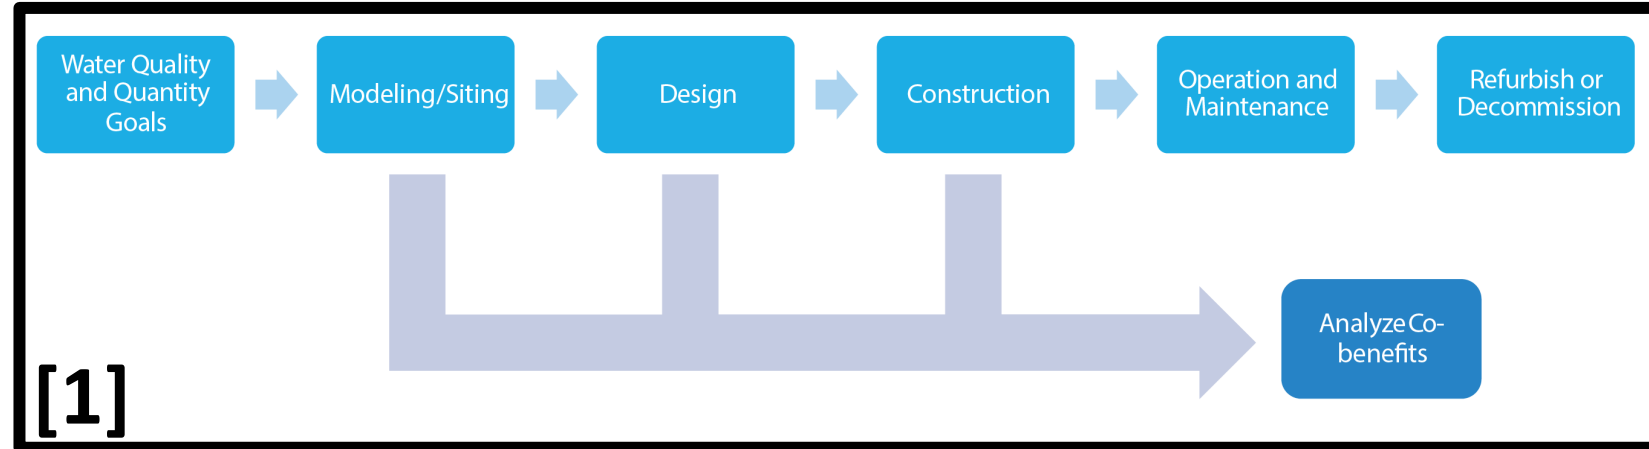 Water Quality
and Quantity
Goals
Modeling/Siting
Design
Construction
Operation and
Maintenance
Refurbish or
Decommission
Analyze Co-
benefits
[1]